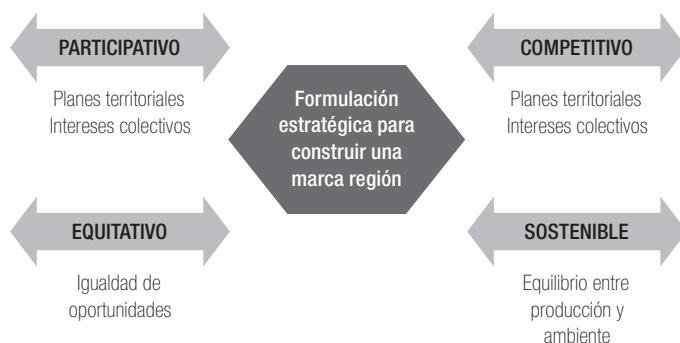 PARTICIPATIVO
Planes territoriales
Intereses colectivos
EQUITATIVO
Igualdad de
oportunidades
Formulación
estratégica para
construir una
marca región
COMPETITIVO
Planes territoriales
Intereses colectivos
SOSTENIBLE
Equilibrio entre
producción y
ambiente